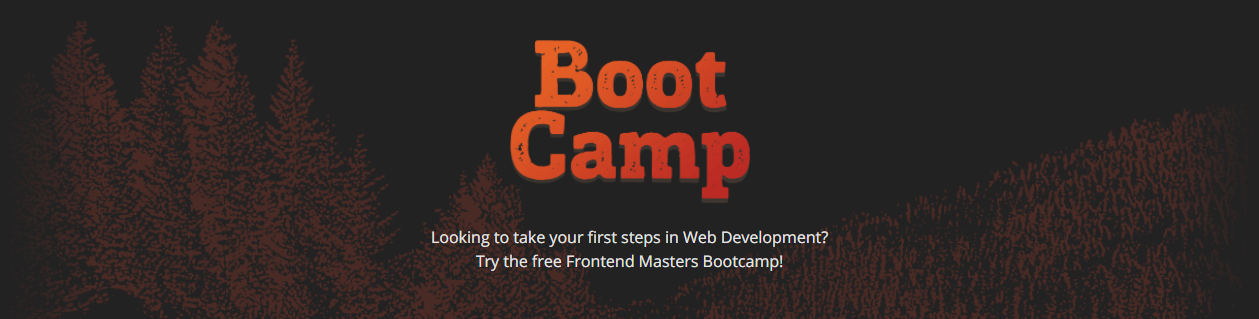 Boot
Camp
Looking to take your first steps in Web Development?
Try the free Frontend Masters Bootcamp!